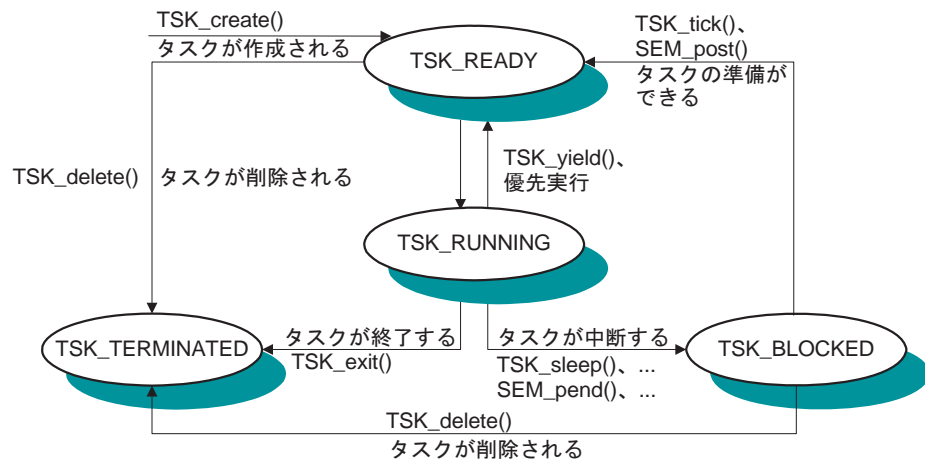 TSK_create()
タスクが作成される
TSK_READY
TSK_tick()、
SEM_post()
タスクの準備が
できる
TSK_delete()
タスクが削除される
TSK_yield()、
優先実行
TSK_RUNNING
TSK_TERMINATED
タスクが終了する
TSK_exit()
タスクが中断する
TSK_sleep()、...
SEM_pend()、...
TSK_BLOCKED
TSK_delete()
タスクが削除される